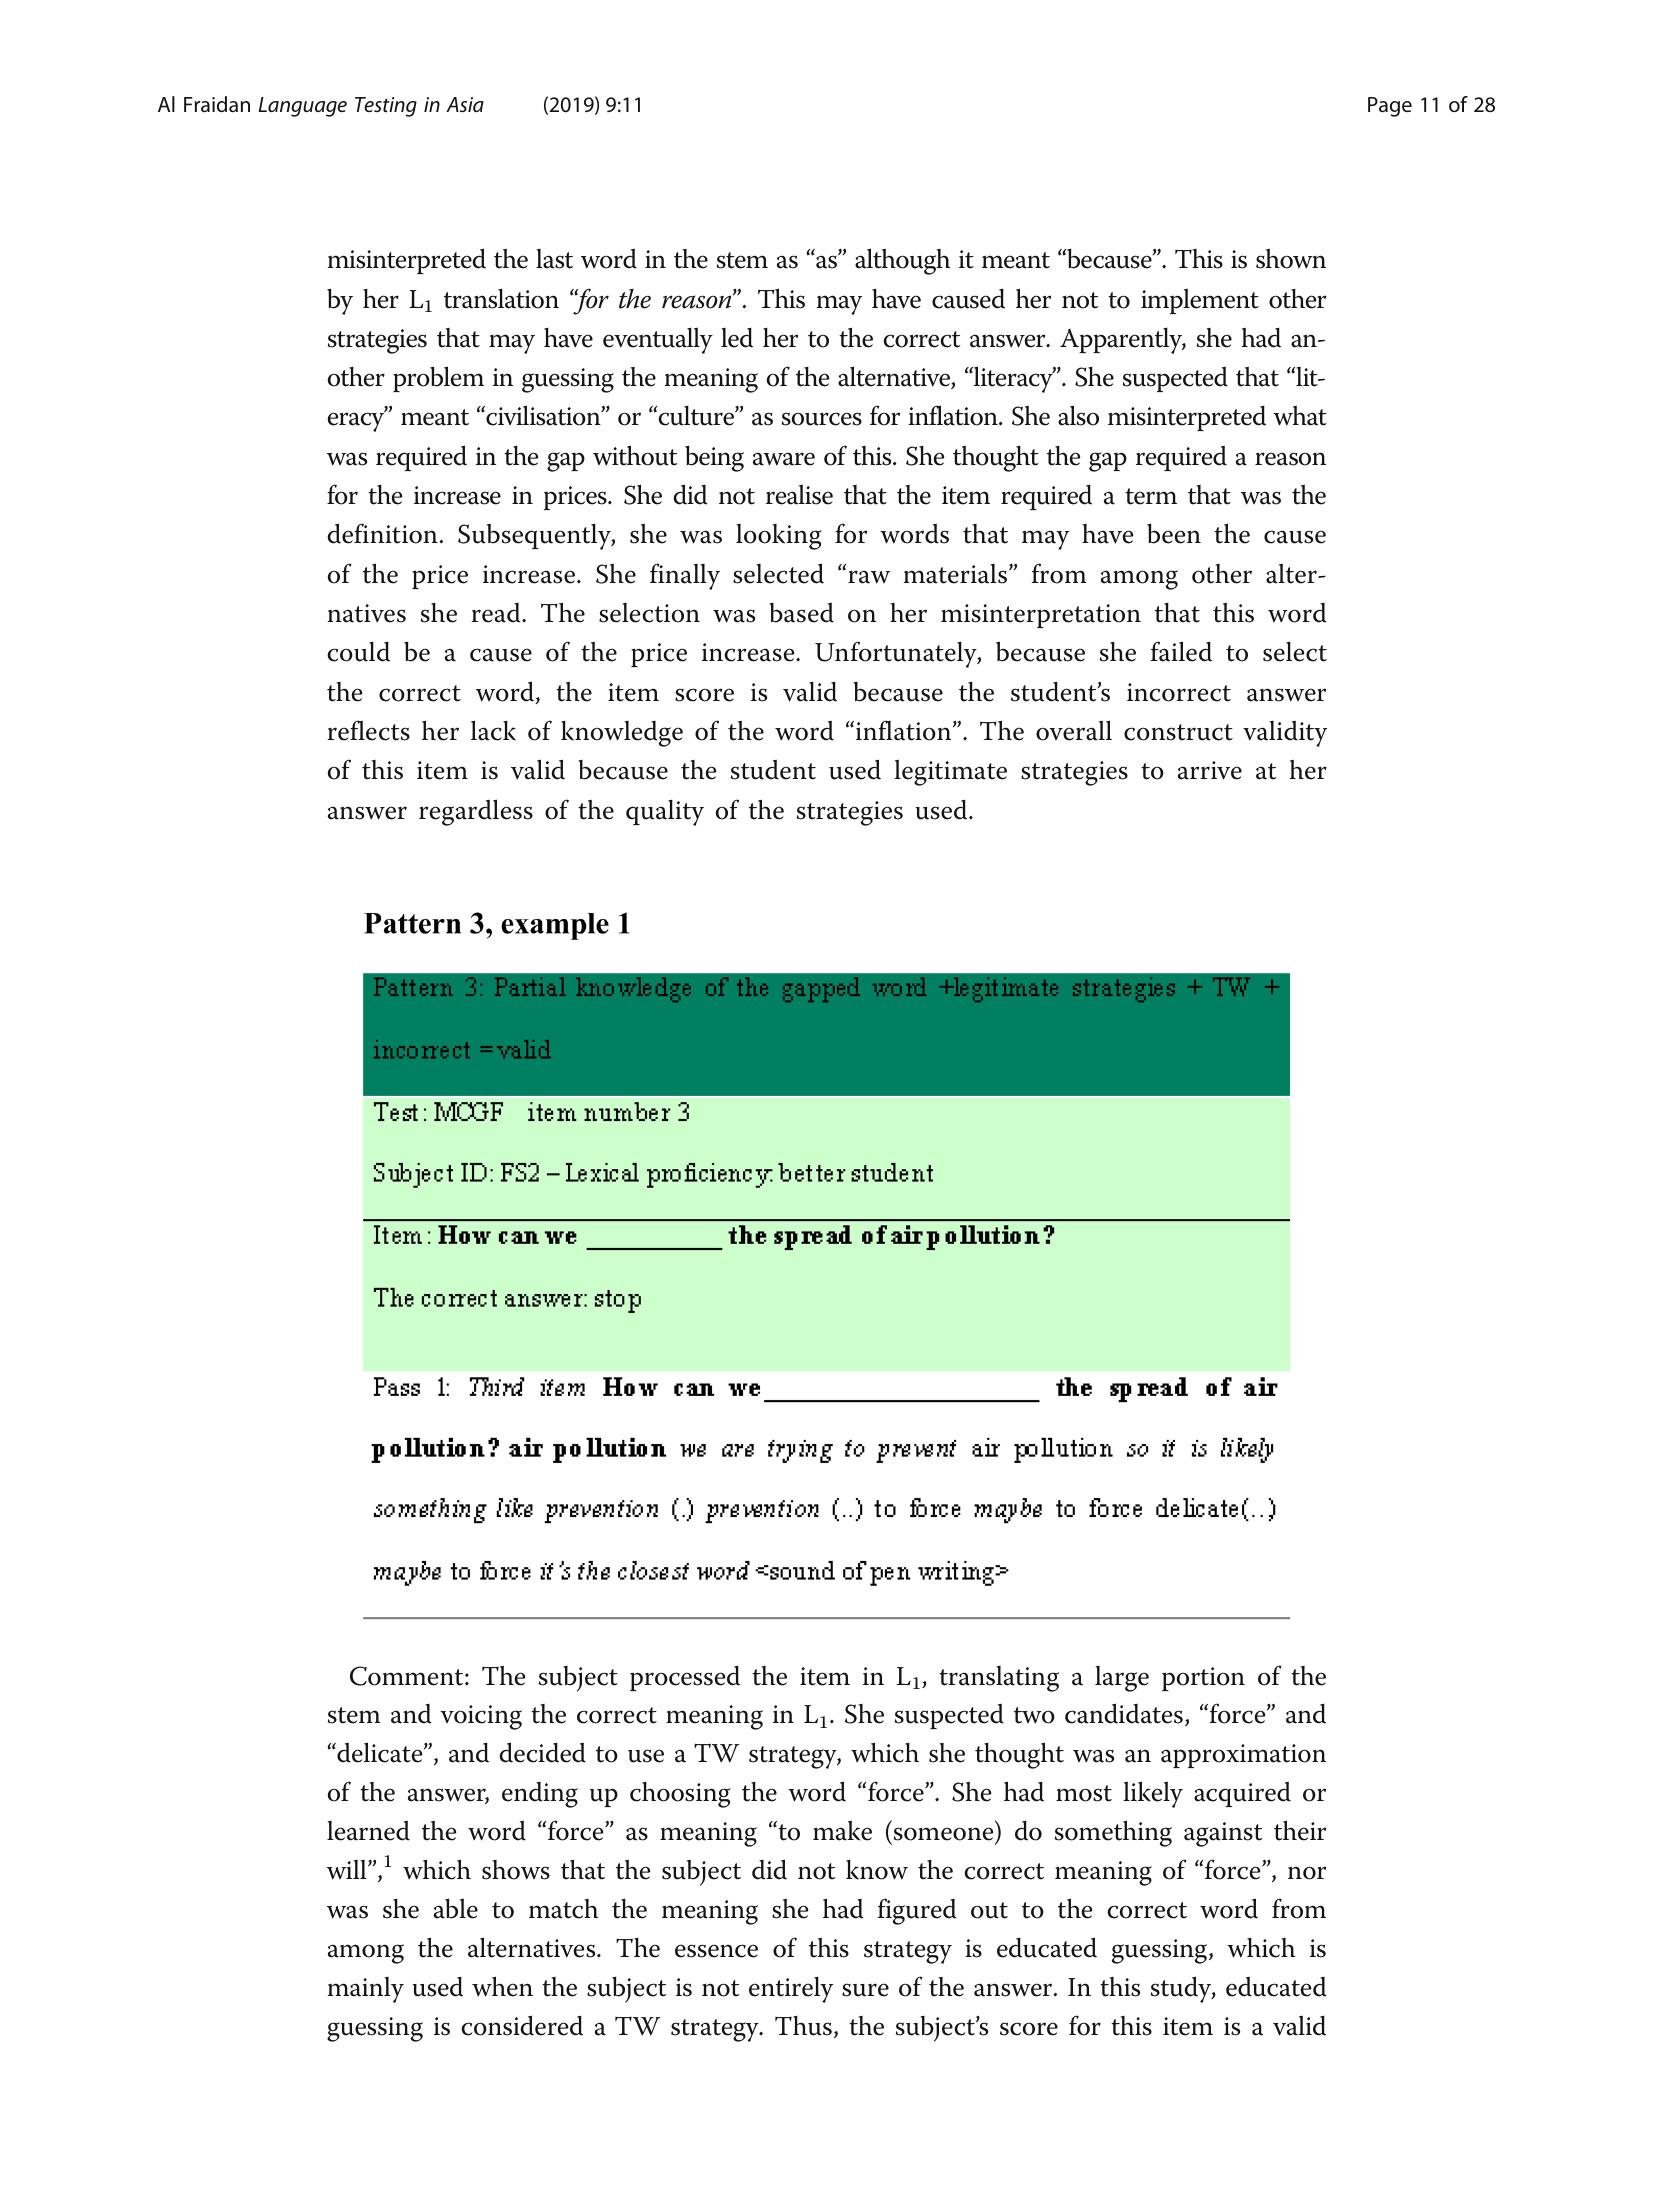 Al Fraidan Language Testing in Asia (2019) 9:11 Page 11 of 28
misinterpreted the last word in the stem as “as” although it meant “because”. This is shown
by her L1 translation “for the reason”. This may have caused her not to implement other
strategies that may have eventually led her to the correct answer. Apparently, she had an-
other problem in guessing the meaning of the alternative, “literacy”. She suspected that “lit-
eracy” meant “civilisation” or “culture” as sources for inflation. She also misinterpreted what
was required in the gap without being aware of this. She thought the gap required a reason
for the increase in prices. She did not realise that the item required a term that was the
definition. Subsequently, she was looking for words that may have been the cause
of the price increase. She finally selected “raw materials” from among other alter-
natives she read. The selection was based on her misinterpretation that this word
could be a cause of the price increase. Unfortunately, because she failed to select
the correct word, the item score is valid because the student’s incorrect answer
reflects her lack of knowledge of the word “inflation”. The overall construct validity
of this item is valid because the student used legitimate strategies to arrive at her
answer regardless of the quality of the strategies used.
Pattern 3, example 1
Pattern 3: Partial knowledge of the gapped word +legitimate strategies + TW +
incorrect =valid
Test: MCGF item number 3
Subject ID: FS2 – Lexical proficiency: better student
Item: How can we __________ the spread of air pollution?
The correct answer: stop
Pass 1: Third item How can we____________________ the spread of air
pollution? air pollution we are trying to prevent air pollution so it is likely
something like prevention (.) prevention (..) to force maybe to force delicate(..)
maybe to force it's the closest word <sound of pen writing>
Comment: The subject processed the item in L1, translating a large portion of the
stem and voicing the correct meaning in L1. She suspected two candidates, “force” and
“delicate”, and decided to use a TW strategy, which she thought was an approximation
of the answer, ending up choosing the word “force”. She had most likely acquired or
learned the word “force” as meaning “to make (someone) do something against their
will”,1 which shows that the subject did not know the correct meaning of “force”, nor
was she able to match the meaning she had figured out to the correct word from
among the alternatives. The essence of this strategy is educated guessing, which is
mainly used when the subject is not entirely sure of the answer. In this study, educated
guessing is considered a TW strategy. Thus, the subject’s score for this item is a valid